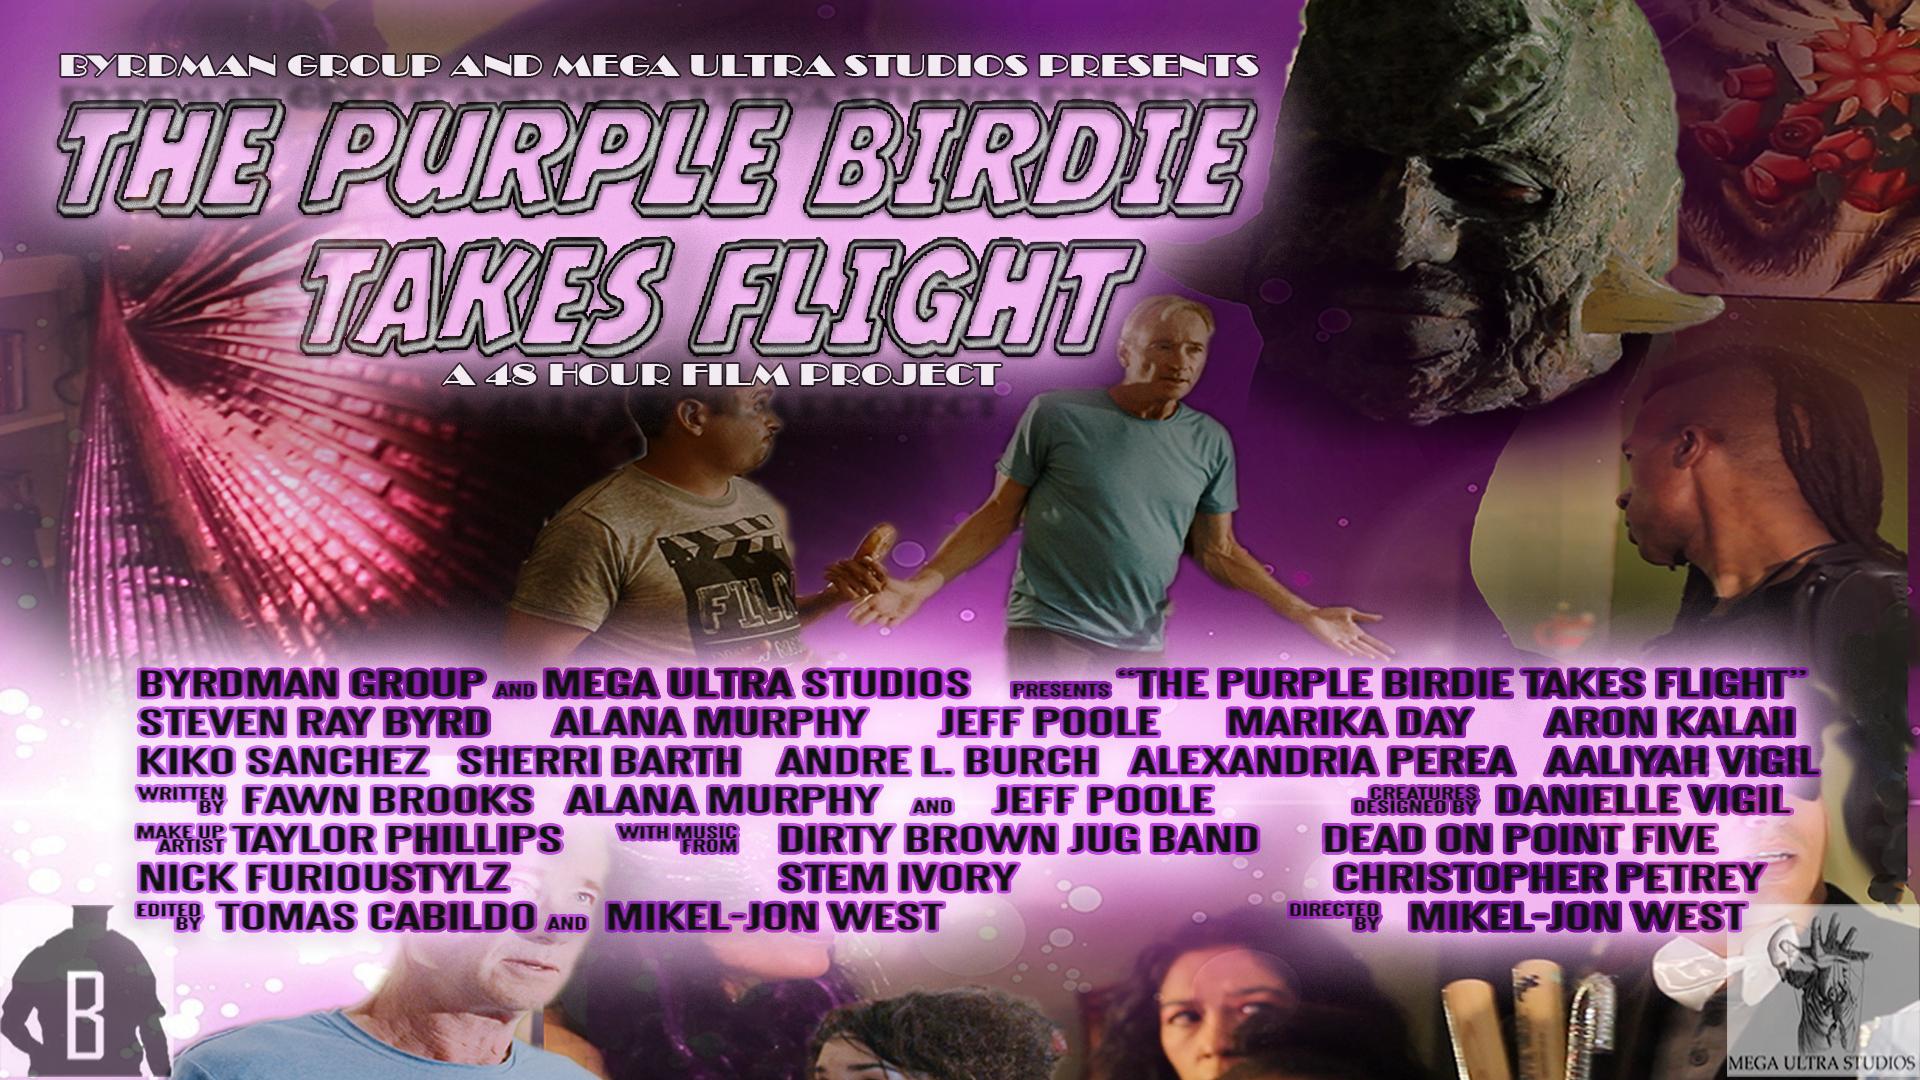 BYRDMAN GROUP AND MEGA ULTRA STUDIOS PRESENTS
THE PURPLE BIRDIE
TAKES FLIGHT
A 48 HOUR FILM PROJECT
FILM
BYRDMAN GROUP AND MEGA ULTRA STUDIOS PRESENTS "THE PURPLE BIRDIE TAKES FLIGHT"
STEVEN RAY BYRD ALANA MURPHY JEFF POOLE MARIKA DAY ARON KALAII
KIKO SANCHEZ SHERRI BARTH ANDRE L. BURCH ALEXANDRIA PEREA AALIYAH VIGIL
WRITTEN BY FAWN BROOKS ALANA MURPHY AND JEFF POOLE CREATURES DESIGNED BY DANIELLE VIGIL
MAKE UP ARTIST TAYLOR PHILLIPS WITH MUSIC FROM DIRTY BROWN JUG BAND DEAD ON POINT FIVE
NICK FURIOUSTYLZ STEM IVORY CHRISTOPHER PETREY
EDITED BY TOMAS CABILDO AND MIKEL-JON WEST DIRECTED BY MIKEL-JON WEST
B
MEGA ULTRA STUDIOS